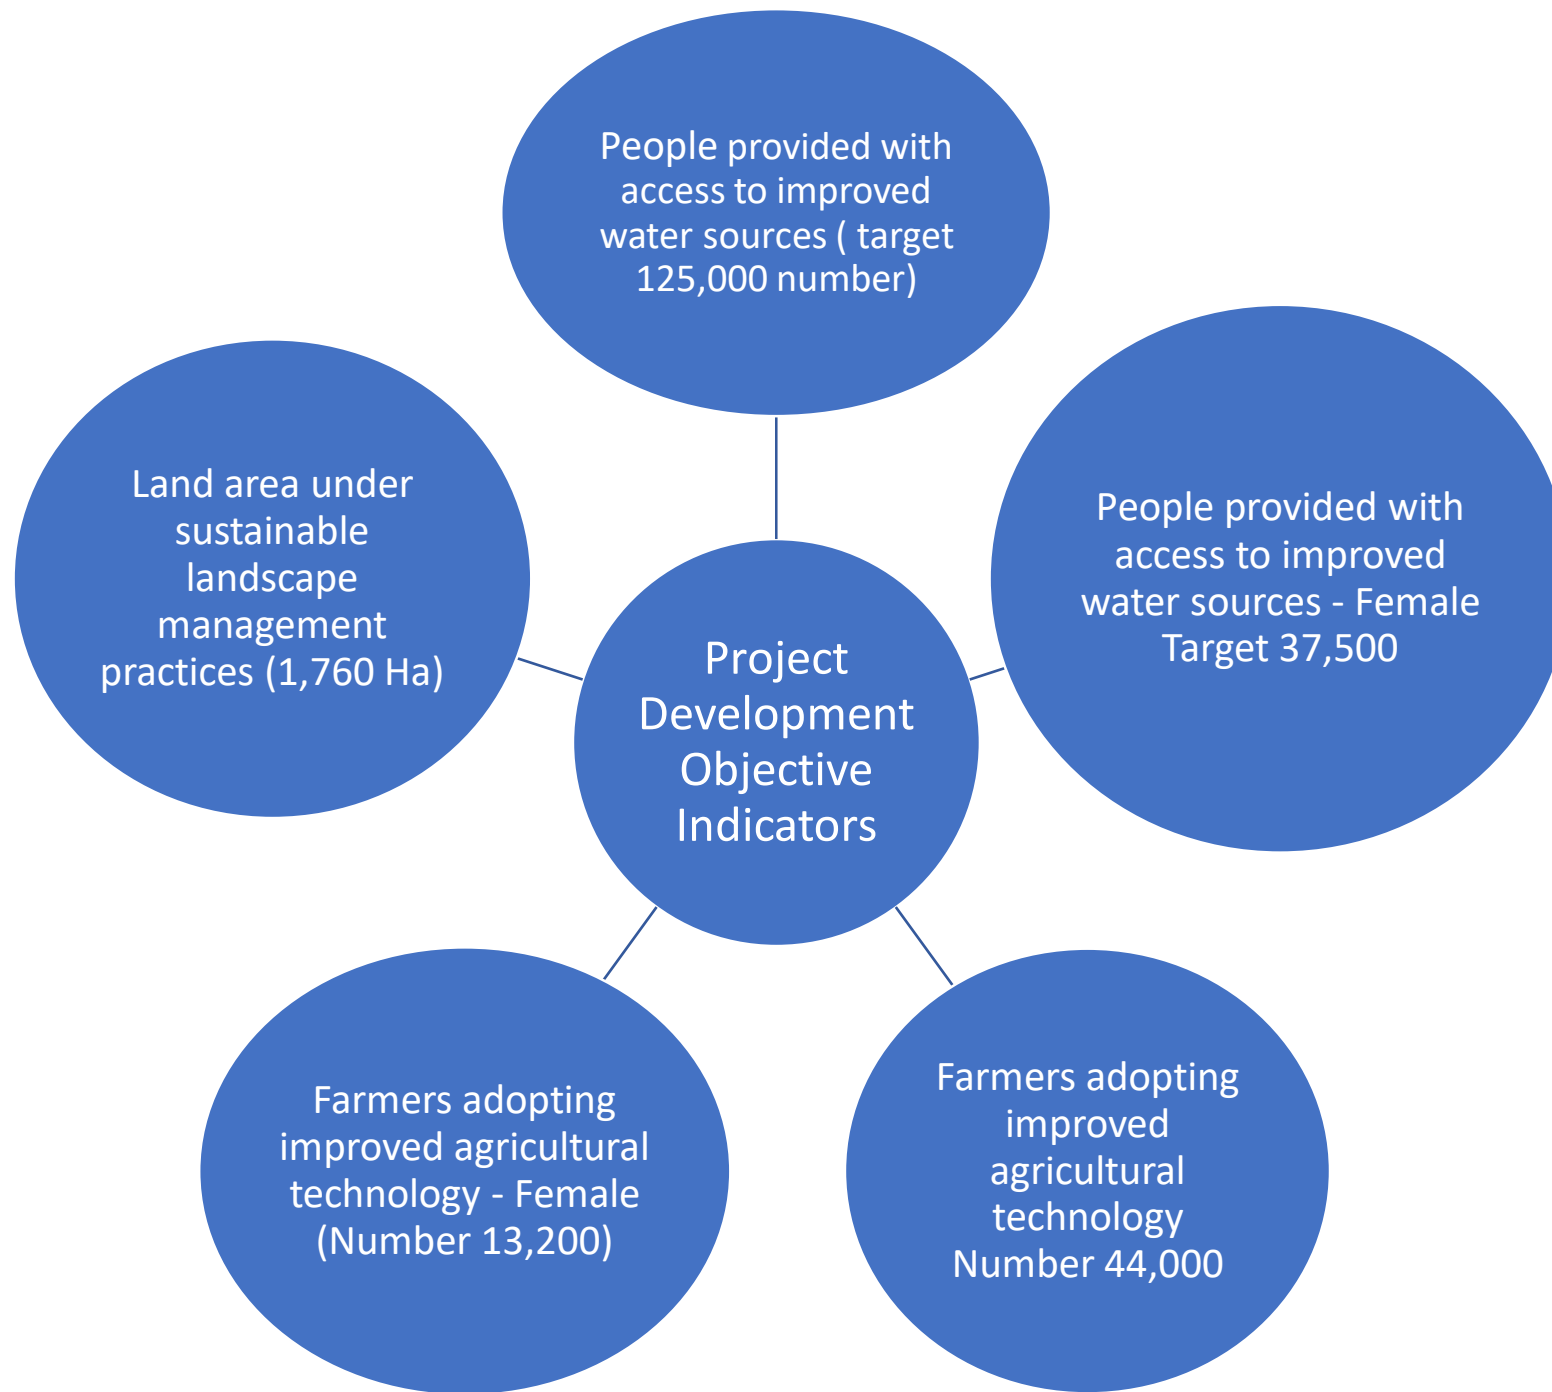 People provided with
access to improved
water sources ( target
125,000 number)
People provided with
access to improved
water sources - Female
Target 37,500
Farmers adopting
improved
agricultural
technology
Number 44,000
Farmers adopting
improved agricultural
technology - Female
(Number 13,200)
Land area under
sustainable
landscape
management
practices (1,760 Ha)
Project
Development
Objective
Indicators